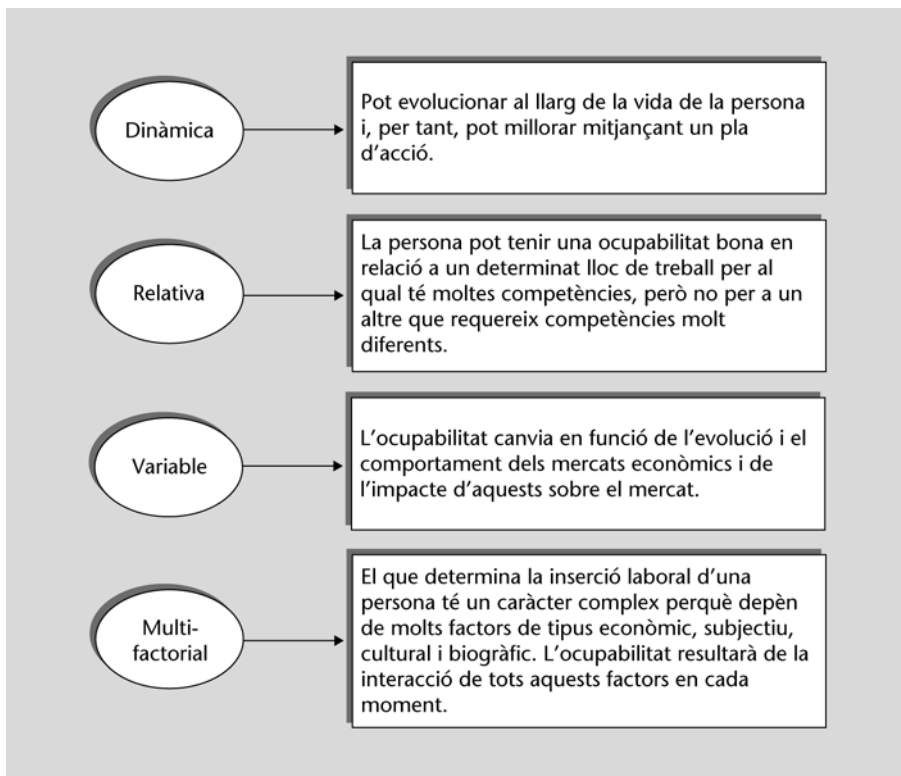 Dinàmica
Pot evolucionar al llarg de la vida de la persona
i, per tant, pot millorar mitjançant un pla
d’acció.
Relativa
La persona pot tenir una ocupabilitat bona en
relació a un determinat lloc de treball per al
qual té moltes competències, però no per a un
altre que requereix competències molt
diferents.
Variable
L’ocupabilitat canvia en funció de l’evolució i el
comportament dels mercats econòmics i de
l’impacte d’aquests sobre el mercat.
Multi-
factorial
El que determina la inserció laboral d’una
persona té un caràcter complex perquè depèn
de molts factors de tipus econòmic, subjectiu,
cultural i biogràfic. L’ocupabilitat resultarà de la
interacció de tots aquests factors en cada
moment.